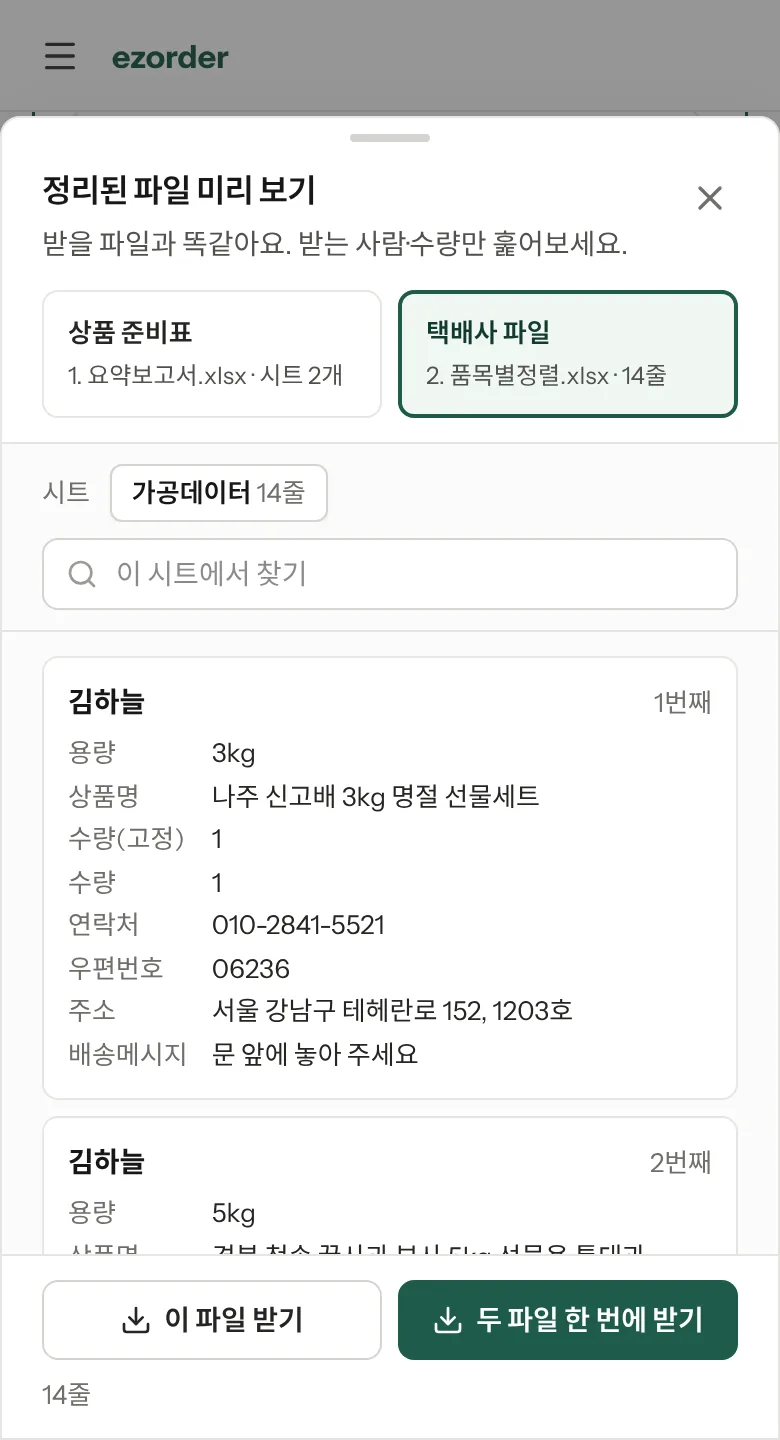 ezorder
정리된 파일 미리 보기
받을 파일과 똑같아요. 받는 사람·수량만 훑어보세요.
상품 준비표
1. 요약보고서.xlsx · 시트 2개
택배사 파일
2. 품목별정렬.xlsx · 14줄
시트 가공데이터 14줄
이 시트에서 찾기
김하늘 1번째
용량 3kg
상품명 나주 신고배 3kg 명절 선물세트
수량(고정) 1
수량 1
연락처 010-2841-5521
우편번호 06236
주소 서울 강남구 테헤란로 152, 1203호
배송메시지 문 앞에 놓아 주세요
김하늘 2번째
용량 5kg
상품명
이 파일 받기
두 파일 한 번에 받기
14줄